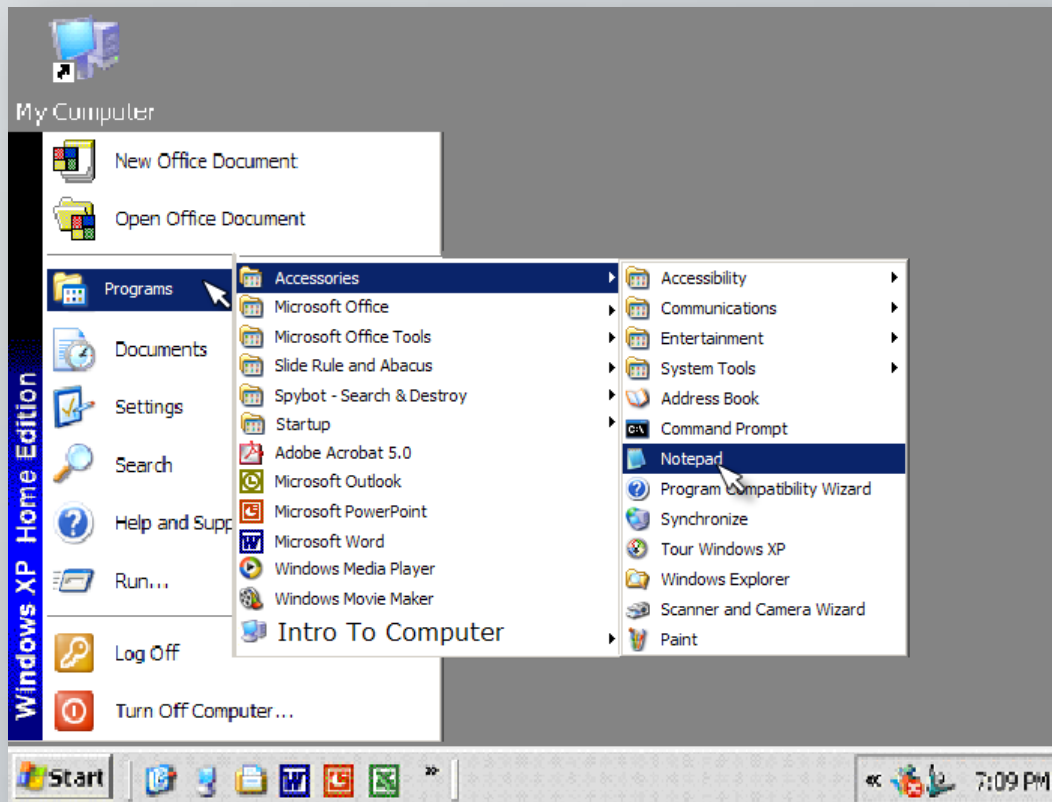 My Computer
New Office Document
Open Office Document
Programs
Documents
Settings
Search
Help and Supp
Run...
Log Off
Turn Off Computer...
Windows XP Home Edition
Accessories
Microsoft Office
Microsoft Office Tools
Slide Rule and Abacus
Spybot - Search & Destroy
Startup
Adobe Acrobat 5.0
Microsoft Outlook
Microsoft PowerPoint
Microsoft Word
Windows Media Player
Windows Movie Maker
Intro To Computer
Accessibility
Communications
Entertainment
System Tools
Address Book
Command Prompt
Notepad
Program Compatibility Wizard
Synchronize
Tour Windows XP
Windows Explorer
Scanner and Camera Wizard
Paint
Start
7:09 PM